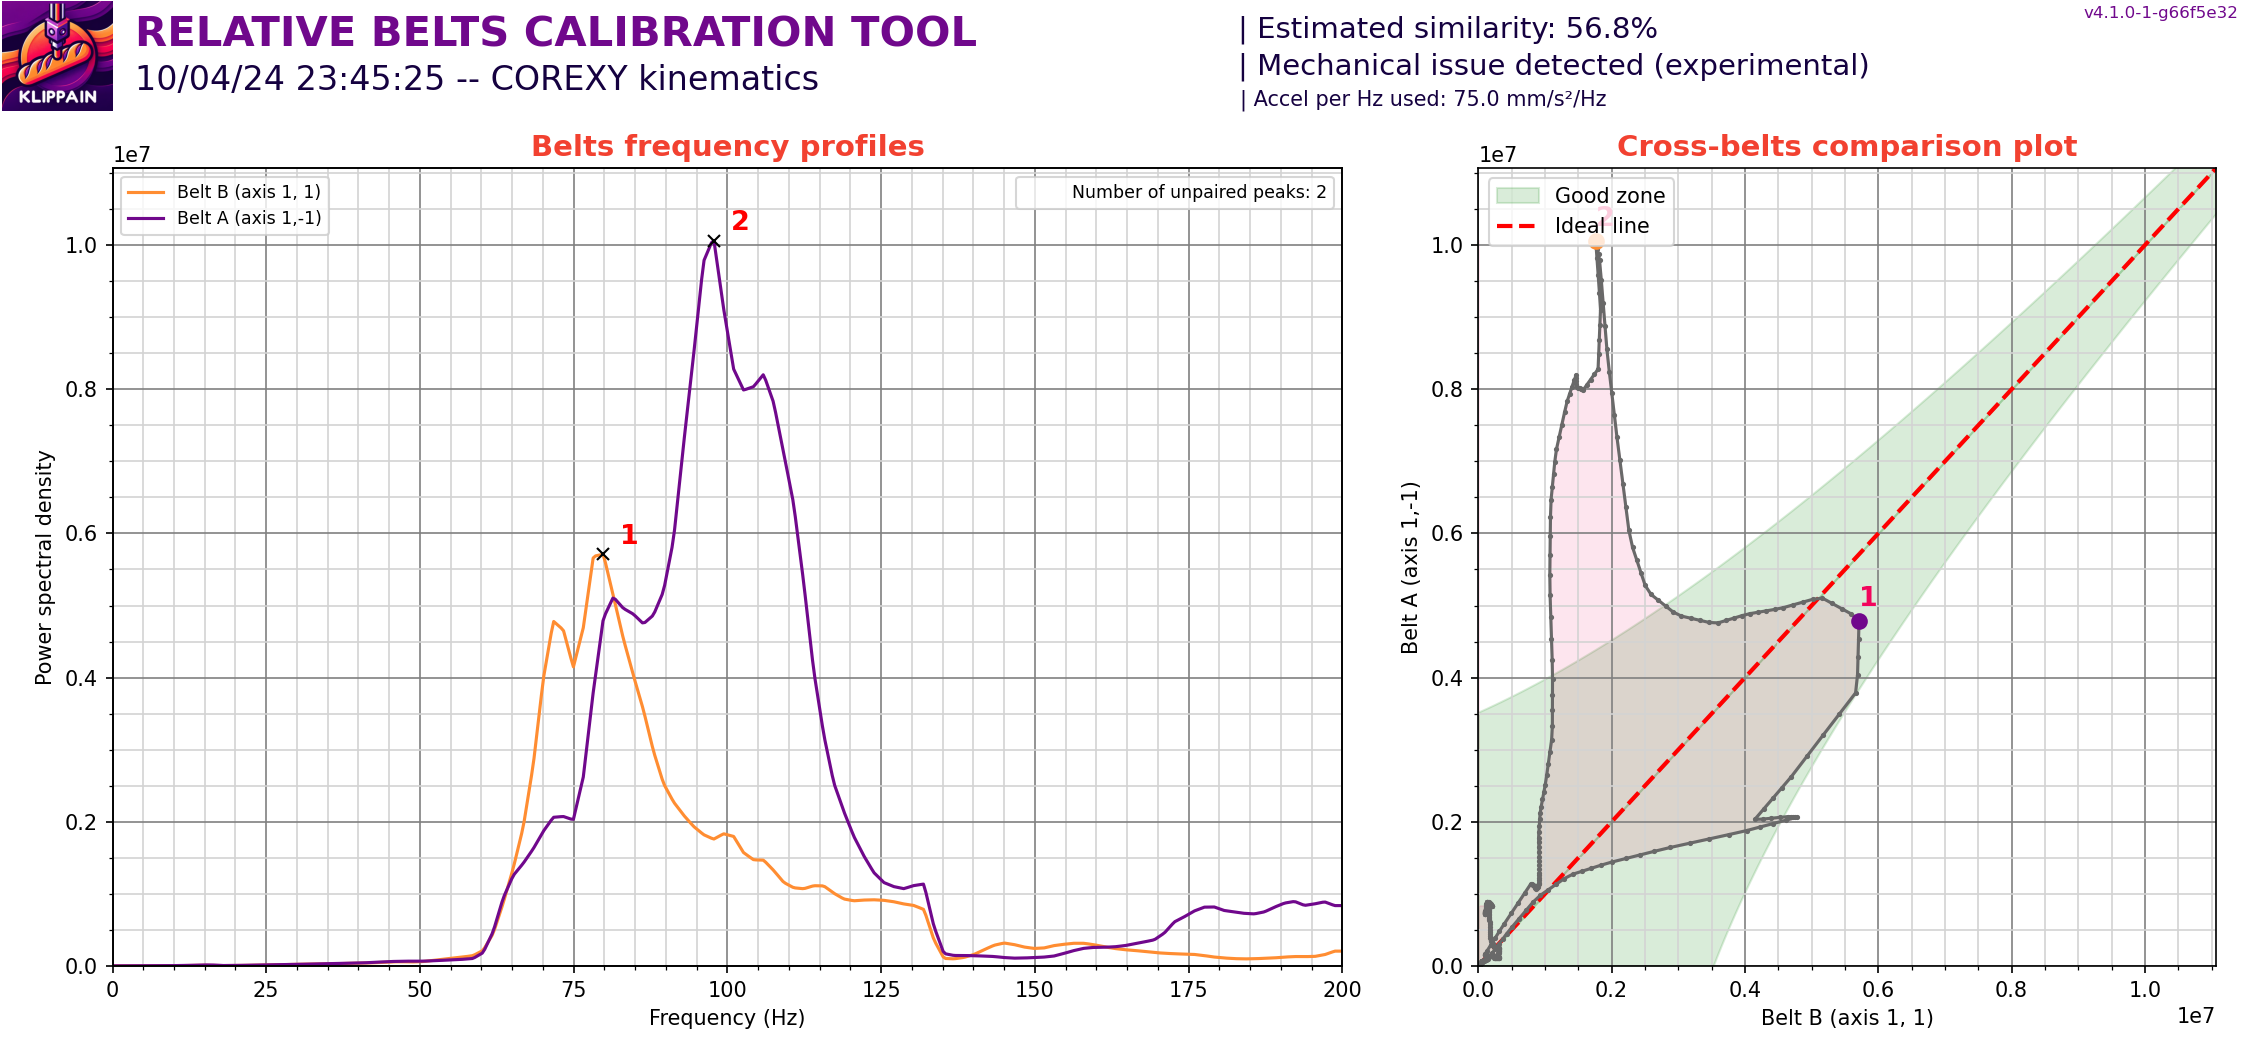 KLIPPAIN
RELATIVE BELTS CALIBRATION TOOL
10/04/24 23:45:25 -- COREXY kinematics
| Estimated similarity: 56.8%
| Mechanical issue detected (experimental)
| Accel per Hz used: 75.0 mm/s²/Hz
v4.1.0-1-g66f5e32
Belts frequency profiles
1e7
Belt B (axis 1, 1)
Belt A (axis 1,-1)
Number of unpaired peaks: 2
2
1
1.0
0.8
0.6
0.4
0.2
0.0
Power spectral density
0 25 50 75 100 125 150 175 200
Frequency (Hz)
Cross-belts comparison plot
1e7
Good zone
2
Ideal line
1
1.0
0.8
0.6
0.4
0.2
0.0
Belt A (axis 1,-1)
0.0 0.2 0.4 0.6 0.8 1.0
Belt B (axis 1, 1)
1e7